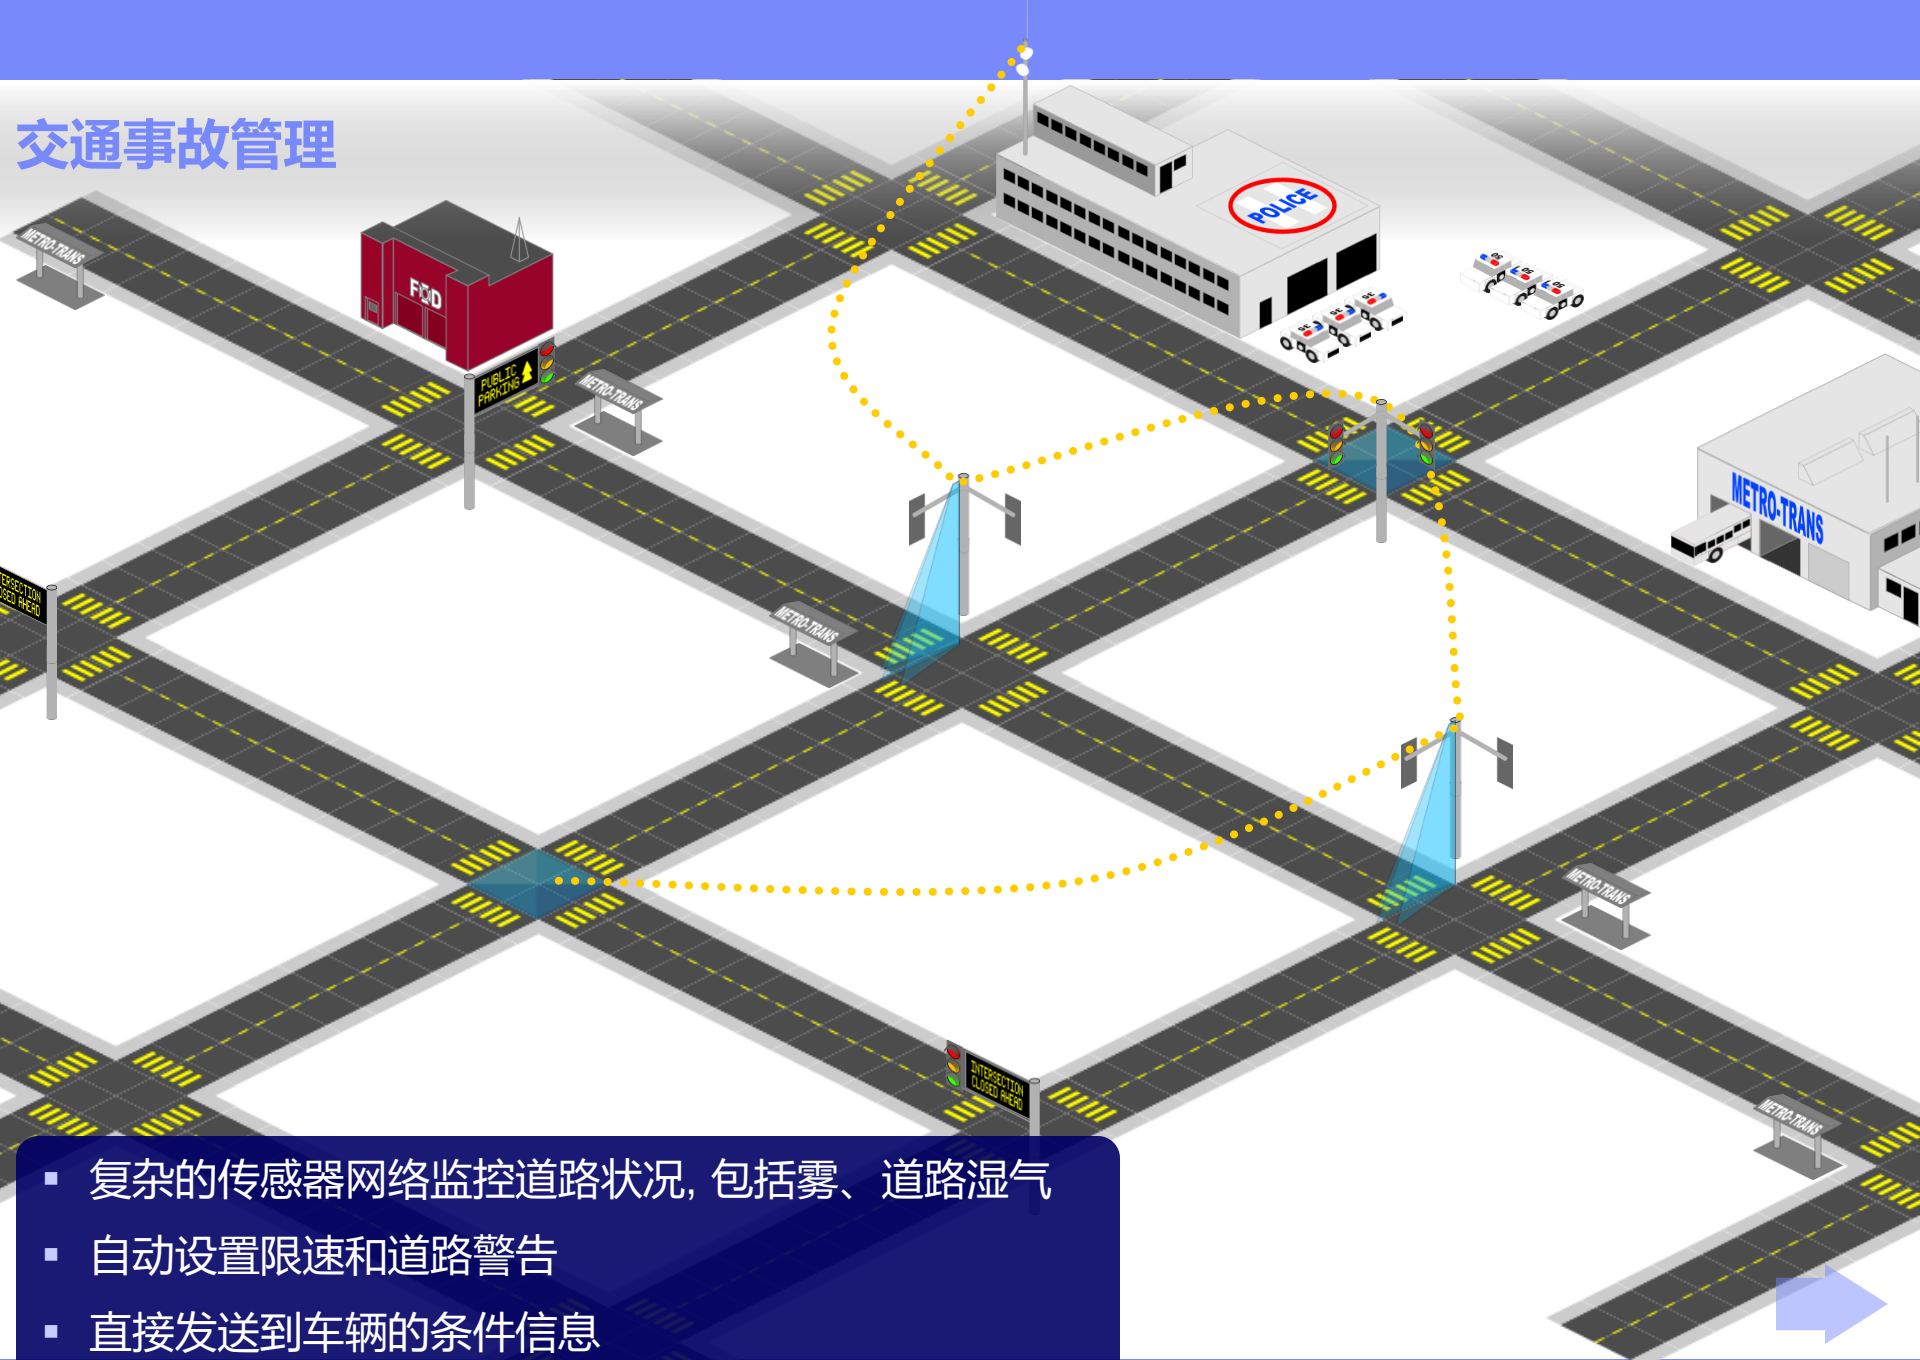 交通事故管理
POLICE
METRO-TRANS
FOD
PUBLIC
PARKING
METRO-TRANS
METRO-TRANS
INTERSECTION
CLOSED AHEAD
METRO-TRANS
METRO-TRANS
INTERSECTION
CLOSED AHEAD
METRO-TRANS
复杂的传感器网络监控道路状况, 包括雾、道路湿气
自动设置限速和道路警告
直接发送到车辆的条件信息